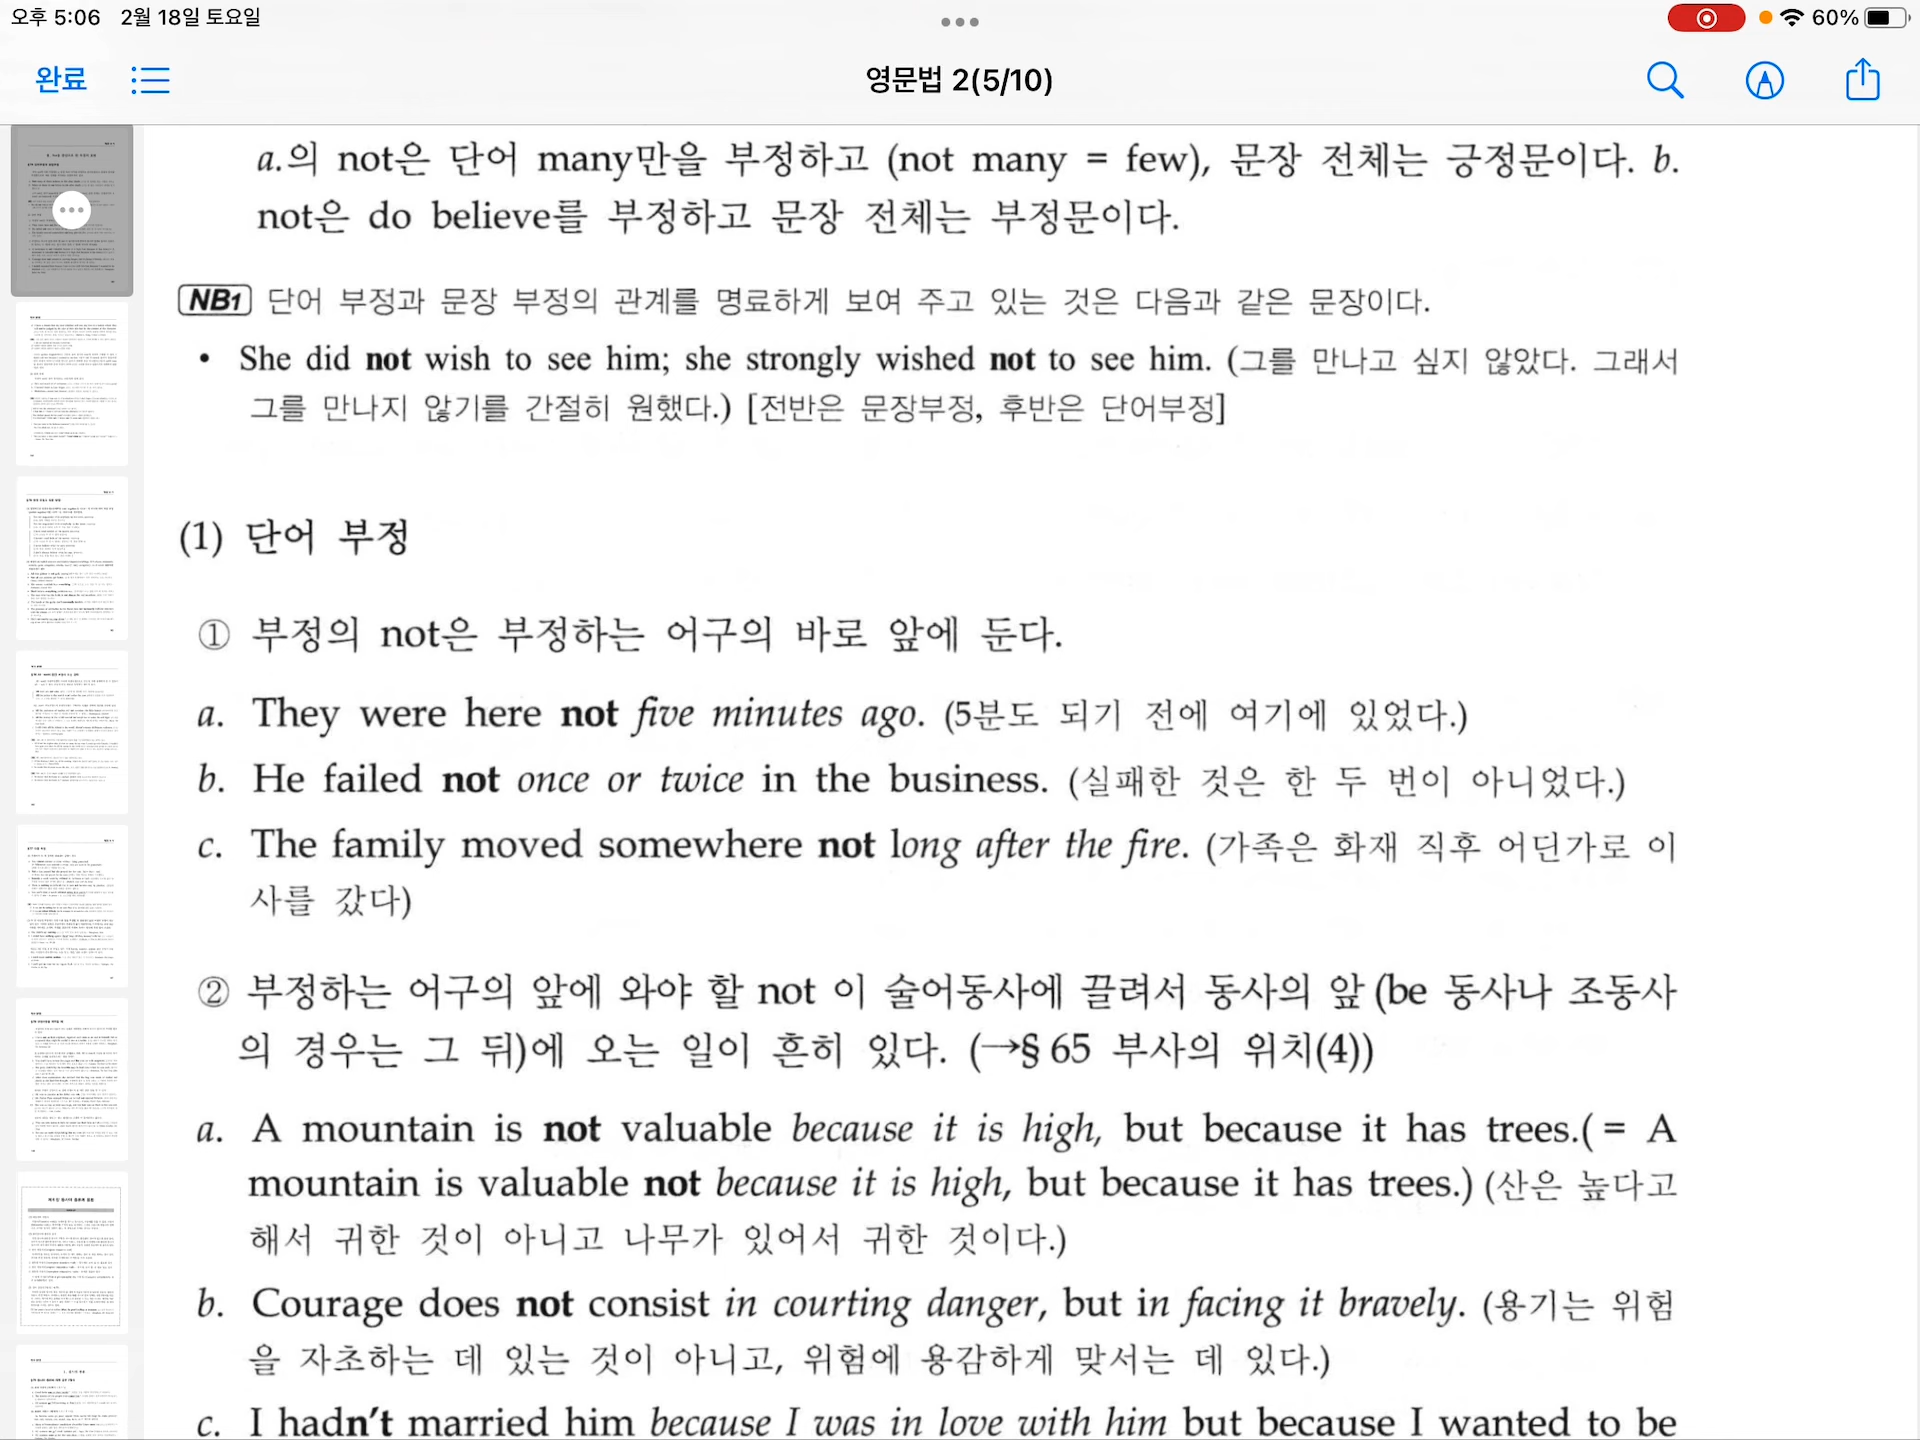 오후 5:06 2월 18일 토요일
60%
완료
영문법 2(5/10)
a.의 not은 단어 many만을 부정하고 (not many = few), 문장 전체는 긍정문이다. b.
not은 do believe를 부정하고 문장 전체는 부정문이다.
NB1 단어 부정과 문장 부정의 관계를 명료하게 보여 주고 있는 것은 다음과 같은 문장이다.
• She did not wish to see him; she strongly wished not to see him. (그를 만나고 싶지 않았다. 그래서
그를 만나지 않기를 간절히 원했다.) [전반은 문장부정, 후반은 단어부정]
(1) 단어 부정
① 부정의 not은 부정하는 어구의 바로 앞에 둔다.
a. They were here not five minutes ago. (5분도 되기 전에 여기에 있었다.)
b. He failed not once or twice in the business. (실패한 것은 한 두 번이 아니었다.)
c. The family moved somewhere not long after the fire. (가족은 화재 직후 어딘가로 이
사를 갔다)
② 부정하는 어구의 앞에 와야 할 not 이 술어동사에 끌려서 동사의 앞(be 동사나 조동사
의 경우는 그 뒤)에 오는 일이 흔히 있다. (→§ 65 부사의 위치(4))
a. A mountain is not valuable because it is high, but because it has trees.( = A
mountain is valuable not because it is high, but because it has trees.) (산은 높다고
해서 귀한 것이 아니고 나무가 있어서 귀한 것이다.)
b. Courage does not consist in courting danger, but in facing it bravely. (용기는 위험
을 자초하는 데 있는 것이 아니고, 위험에 용감하게 맞서는 데 있다.)
c. I hadn't married him because I was in love with him but because I wanted to be